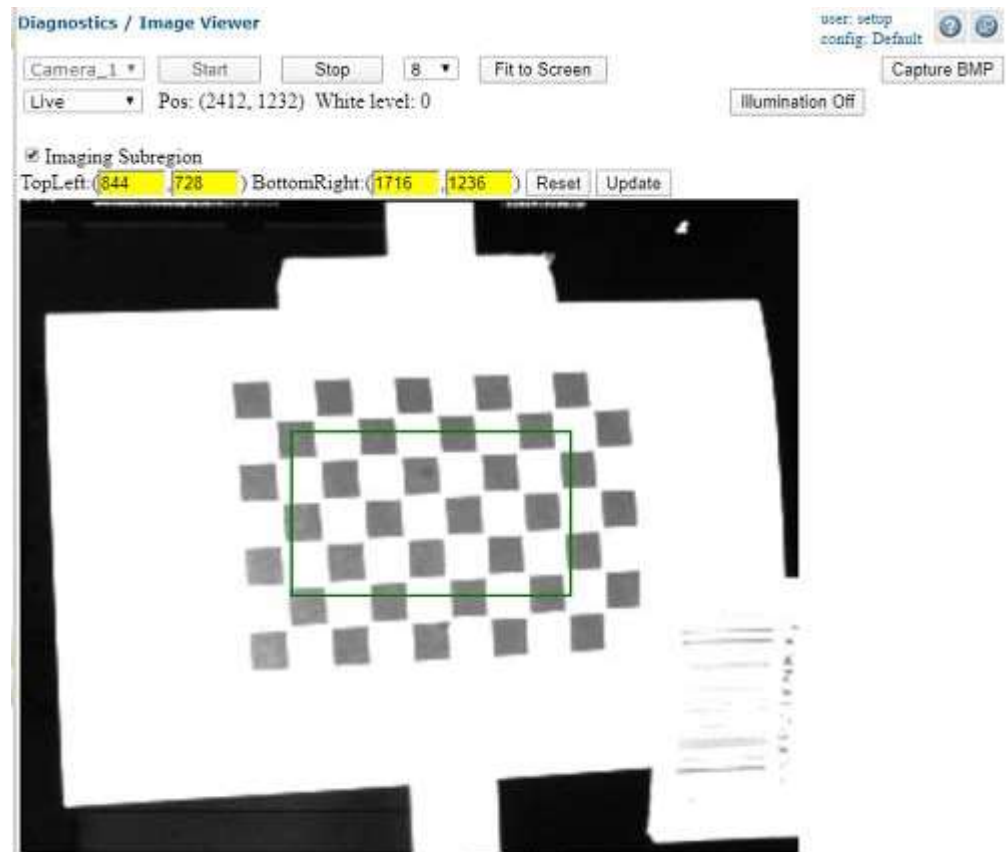 Diagnostics / Image Viewer
user: setup
config: Default
Camera_1 Start Stop 8 Fit to Screen Capture BMP
Live Pos: (2412, 1232) White level: 0 Illumination Off
Imaging Subregion
TopLeft:(844 ,728 ) BottomRight:(1716 ,1236 ) Reset Update